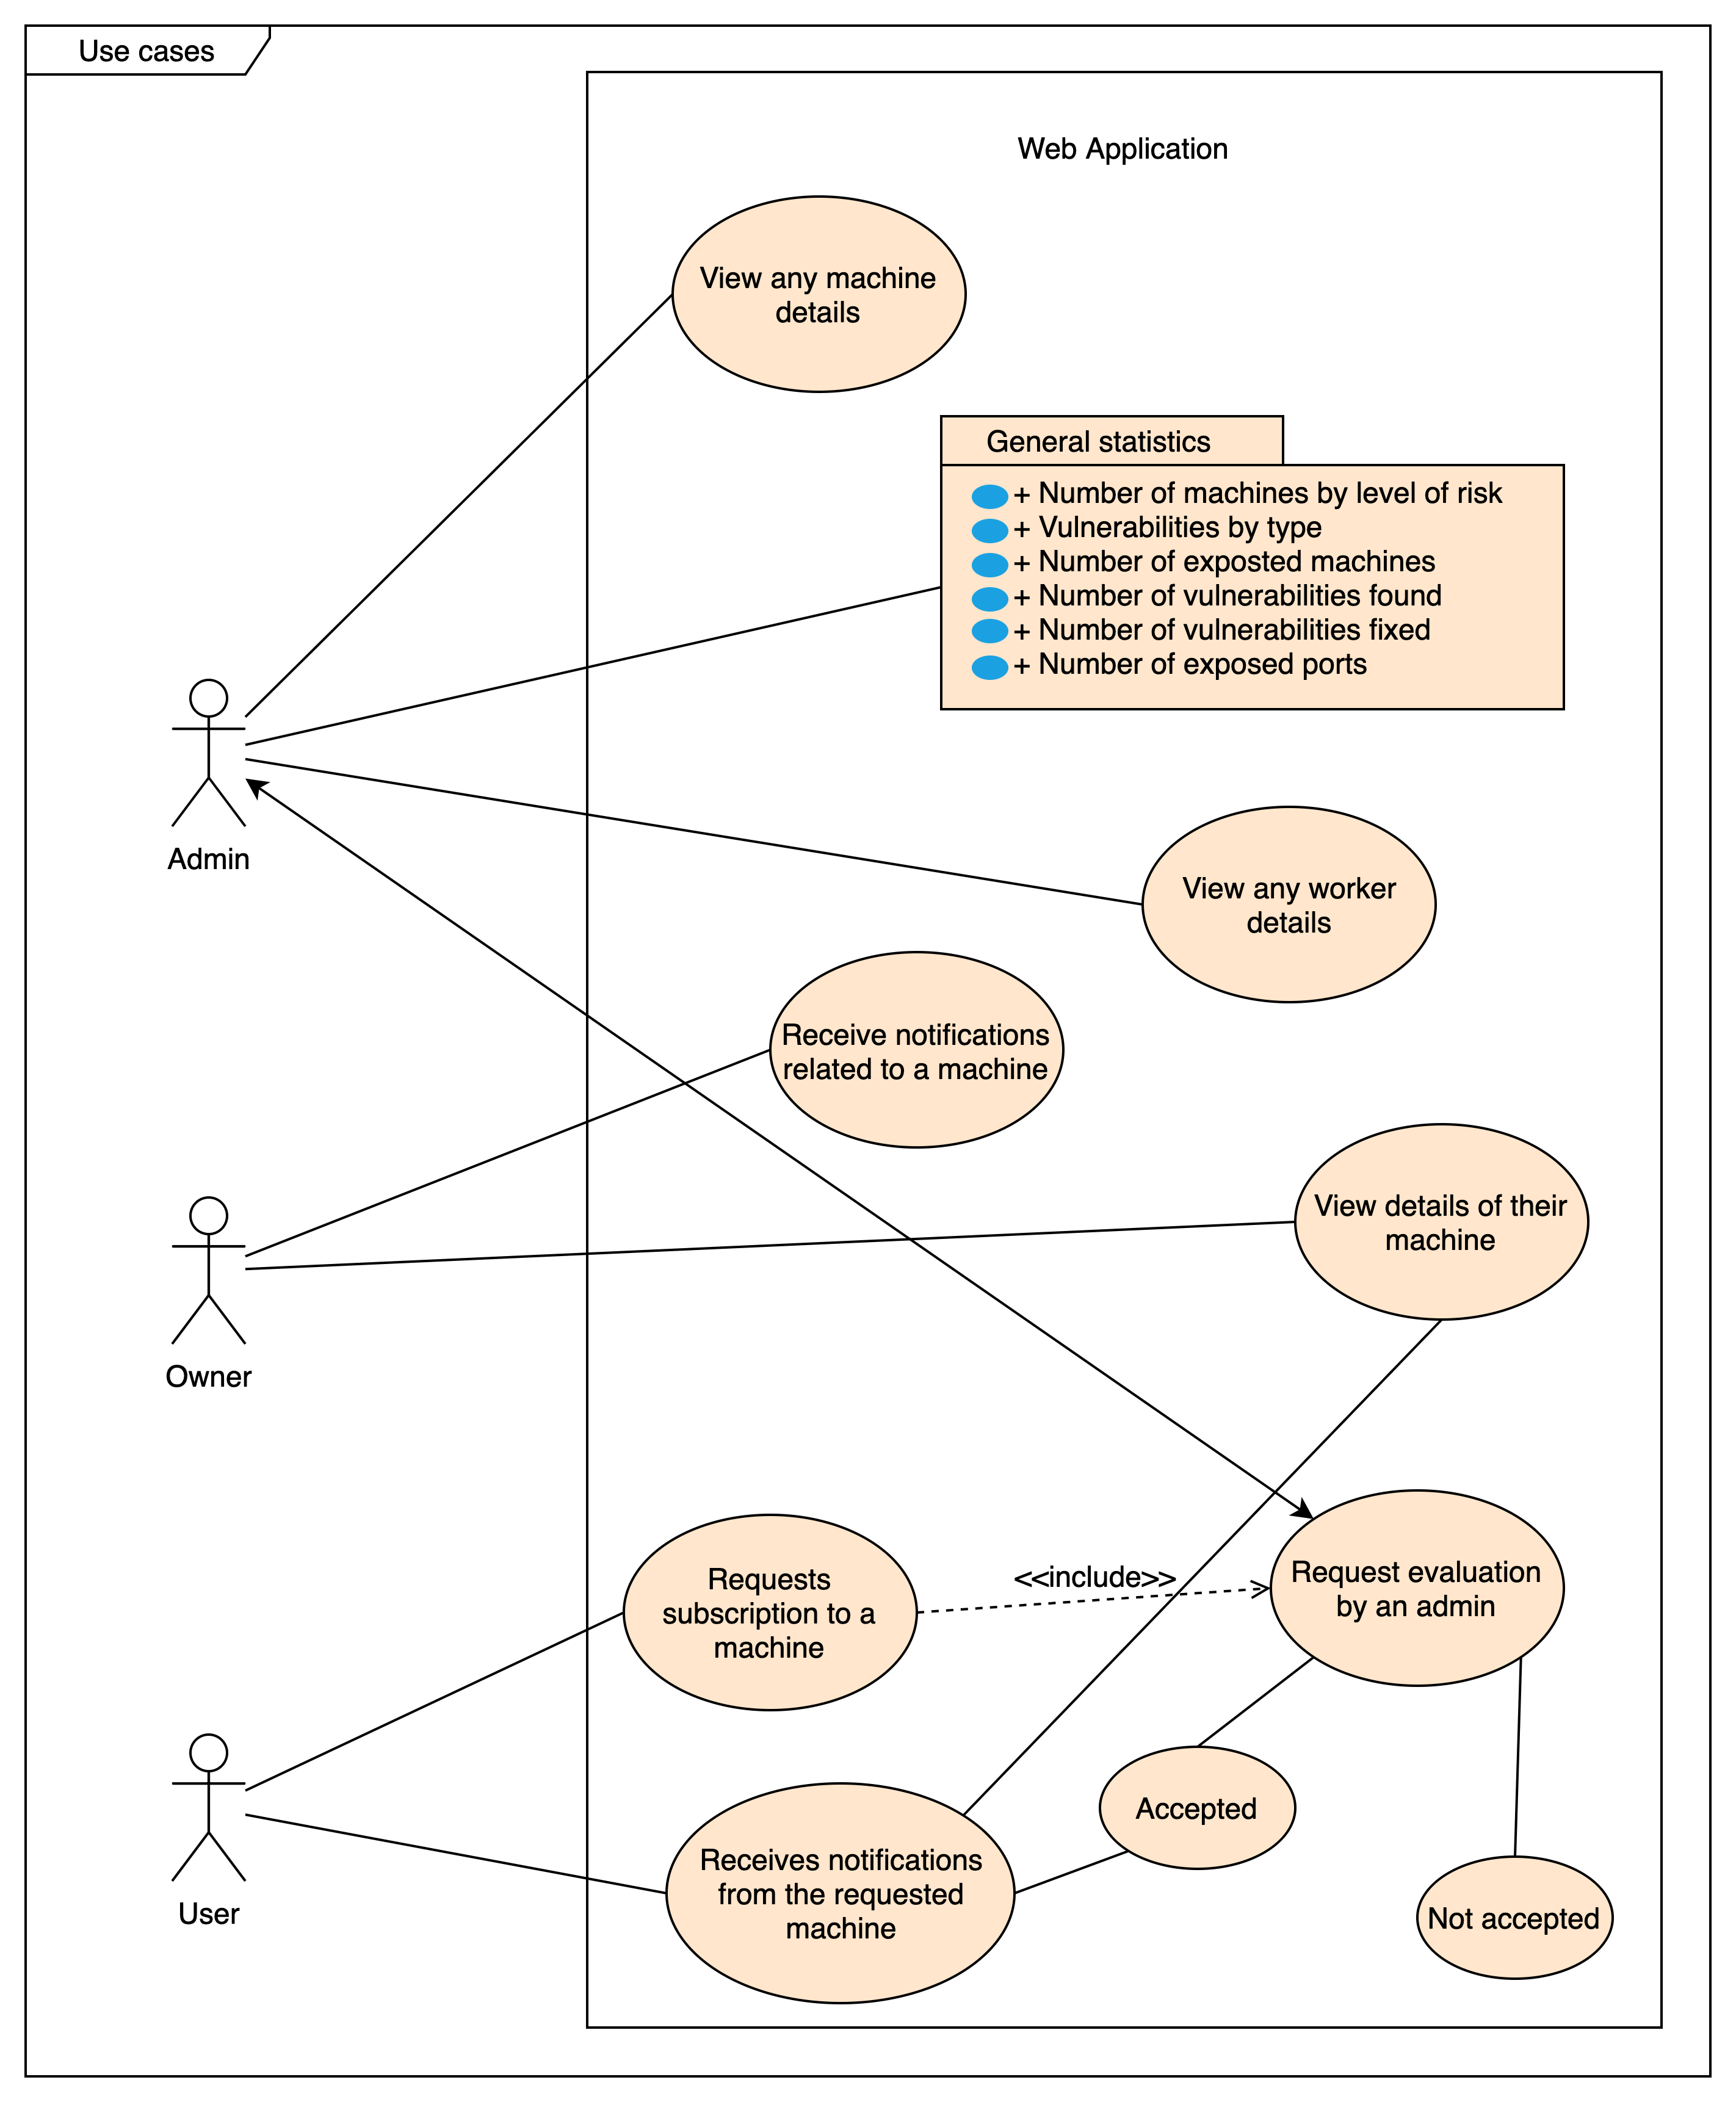 Use cases
Web Application
View any machine
details
General statistics
+ Number of machines by level of risk
+ Vulnerabilities by type
+ Number of exposted machines
+ Number of vulnerabilities found
+ Number of vulnerabilities fixed
+ Number of exposed ports
Admin
View any worker
details
Receive notifications
related to a machine
View details of their
machine
Owner
Requests
subscription to a
machine
<<include>>
Request evaluation
by an admin
Accepted
User
Receives notifications
from the requested
machine
Not accepted